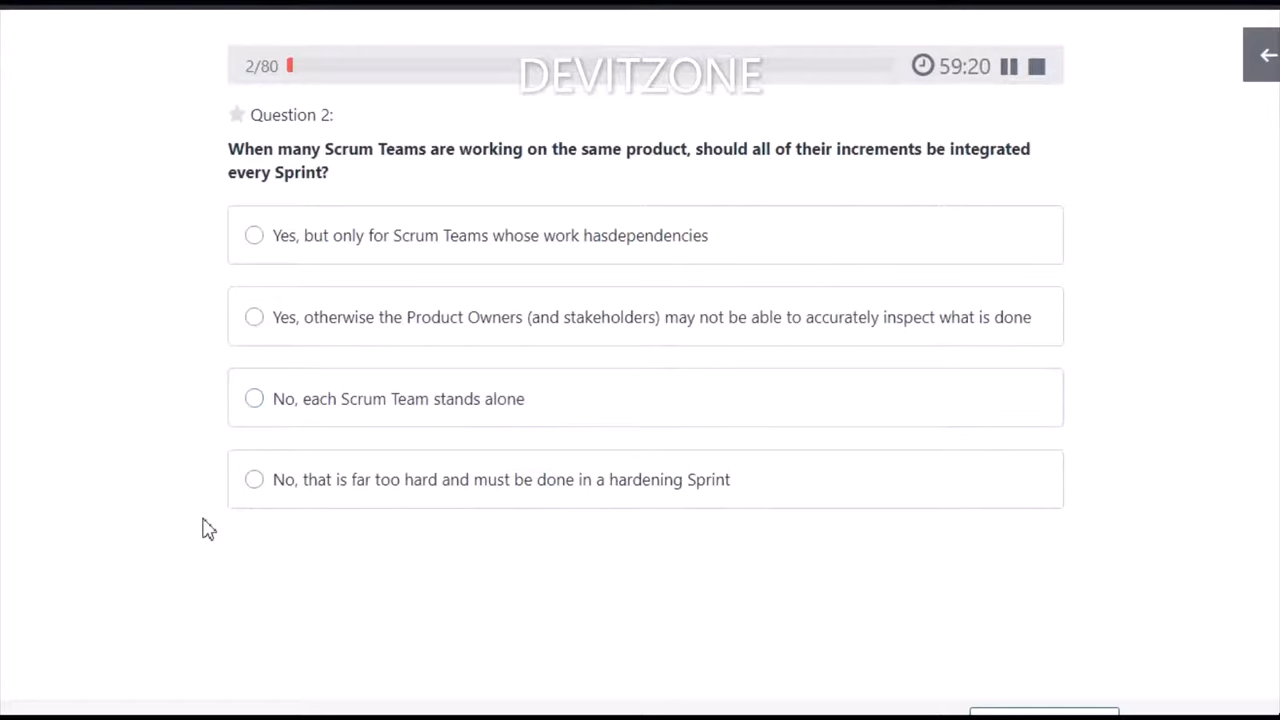 2/80
DEVITZONE
59:20
Question 2:
When many Scrum Teams are working on the same product, should all of their increments be integrated
every Sprint?
Yes, but only for Scrum Teams whose work hasdependencies
Yes, otherwise the Product Owners (and stakeholders) may not be able to accurately inspect what is done
No, each Scrum Team stands alone
No, that is far too hard and must be done in a hardening Sprint